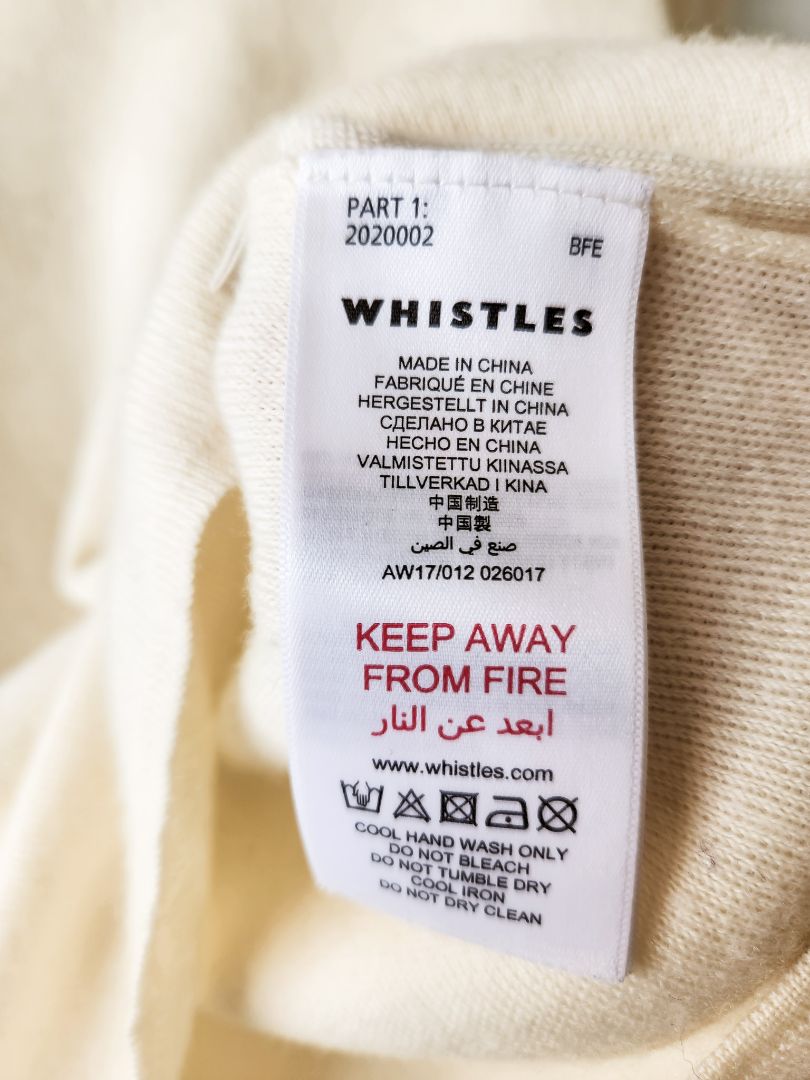 PART 1:
2020002
BFE
WHISTLES
MADE IN CHINA
FABRIQUÉ EN CHINE
HERGESTELLT IN CHINA
СДЕЛАНО В КИТАЕ
HECHO EN CHINA
VALMISTETTU KIINASSA
TILLVERKAD I KINA
中国制造
中国製
صنع في الصين
AW17/012 026017
KEEP AWAY
FROM FIRE
ابعد عن النار
www.whistles.com
COOL HAND WASH ONLY
DO NOT BLEACH
DO NOT TUMBLE DRY
COOL IRON
DO NOT DRY CLEAN